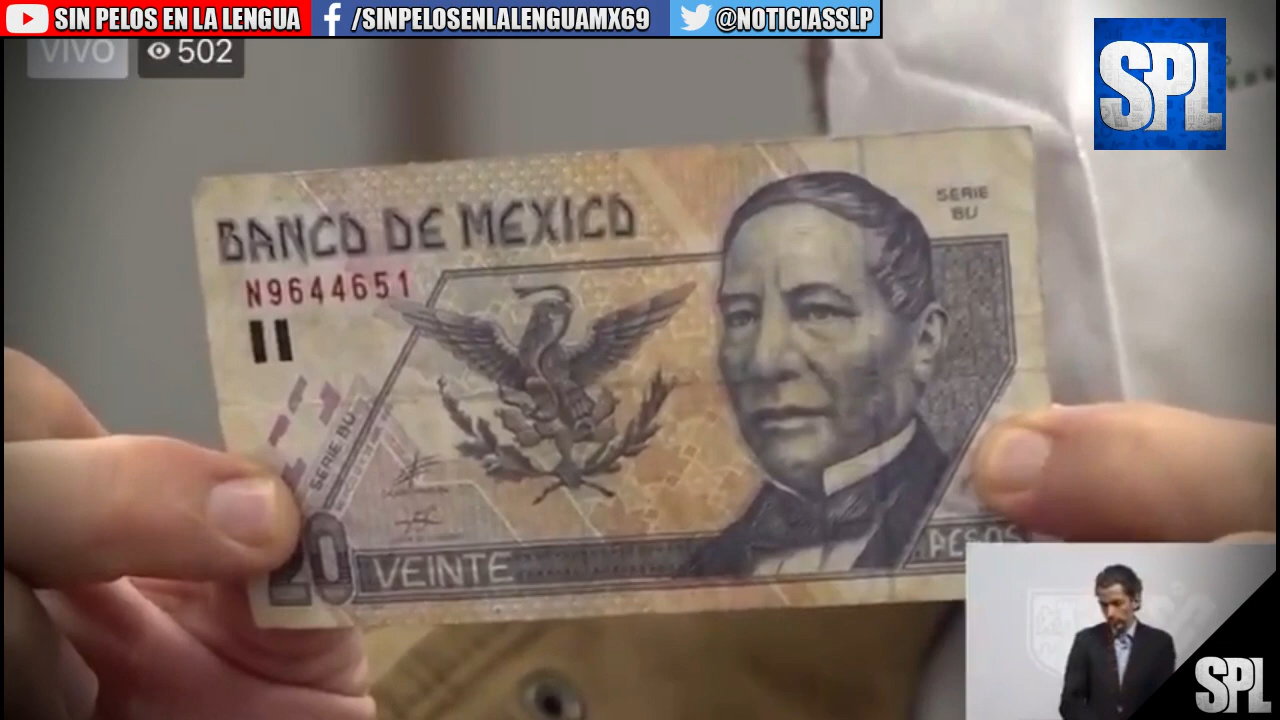 SIN PELOS EN LA LENGUA
/SINPELOSENLALENGUAMX69
@NOTICIASSLP
VIVO
502
SPL
BANCO DE MEXICO
SERIE
BU
N9644651
SERIE BU
20
VEINTE
PESOS
SPL